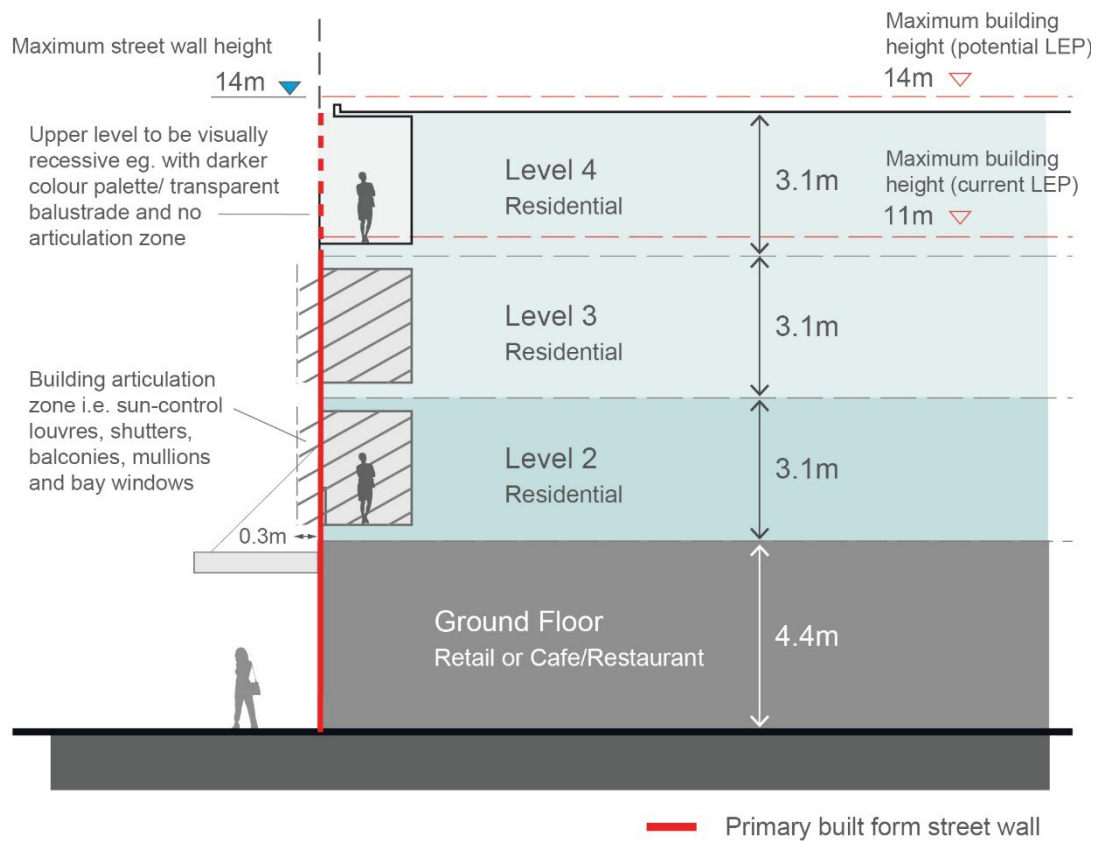 Maximum street wall height
14m
Maximum building
height (potential LEP)
14m
Upper level to be visually
recessive eg. with darker
colour palette/ transparent
balustrade and no
articulation zone
Level 4
Residential
3.1m
Maximum building
height (current LEP)
11m
Level 3
Residential
3.1m
Building articulation
zone i.e. sun-control
louvres, shutters,
balconies, mullions
and bay windows
Level 2
Residential
3.1m
0.3m
Ground Floor
Retail or Cafe/Restaurant
4.4m
Primary built form street wall